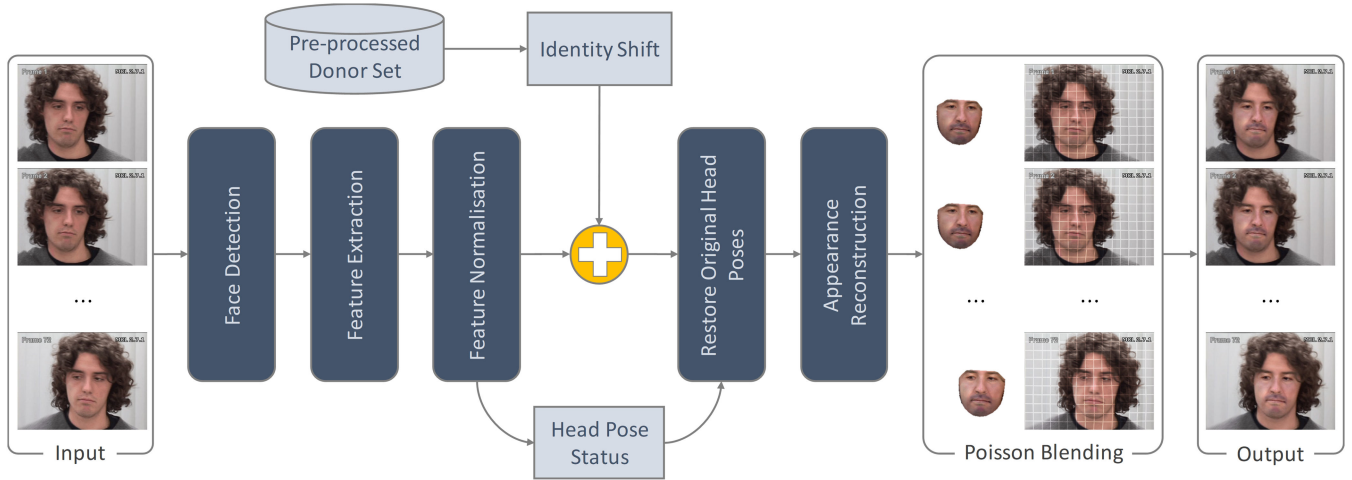 Pre-processed
Donor Set
Identity Shift
Face Detection
Feature Extraction
Feature Normalisation
Restore Original Head
Poses
Appearance
Reconstruction
Head Pose
Status
...
Input
...
...
Poisson Blending
...
Output